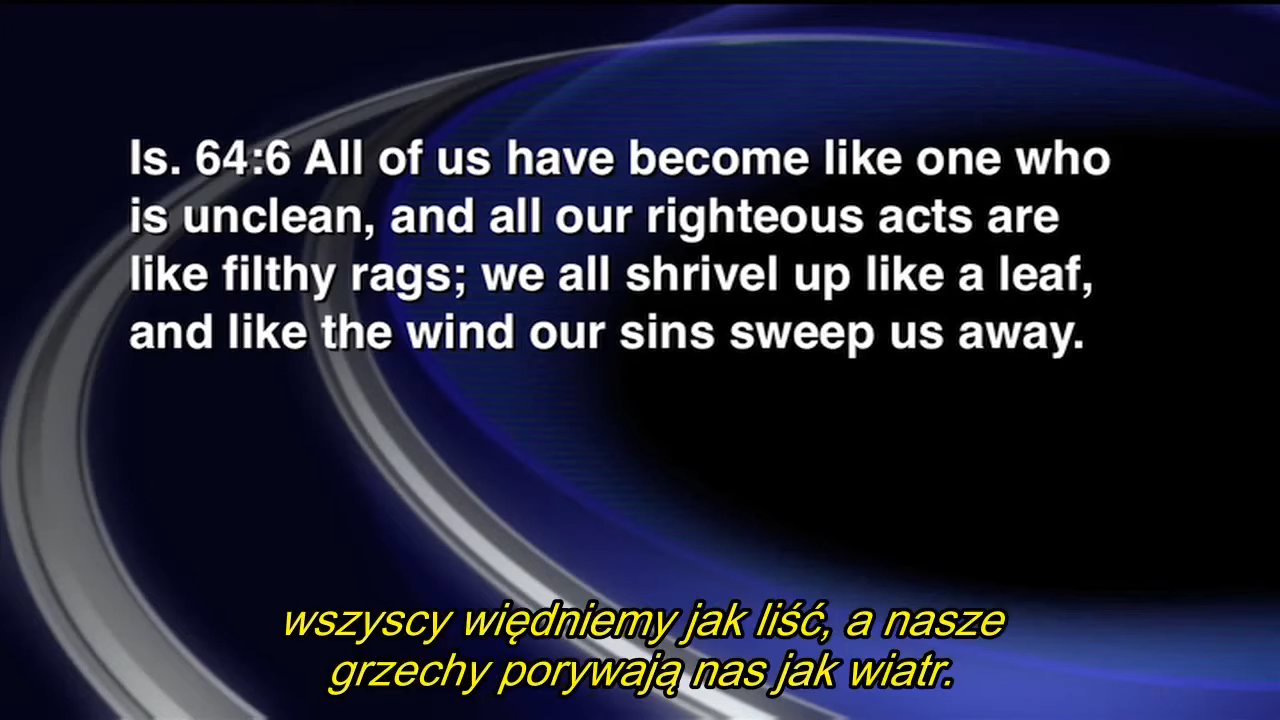 Is. 64:6 All of us have become like one who
is unclean, and all our righteous acts are
like filthy rags; we all shrivel up like a leaf,
and like the wind our sins sweep us away.
wszyscy więdniemy jak liść, a nasze
grzechy porywają nas jak wiatr.